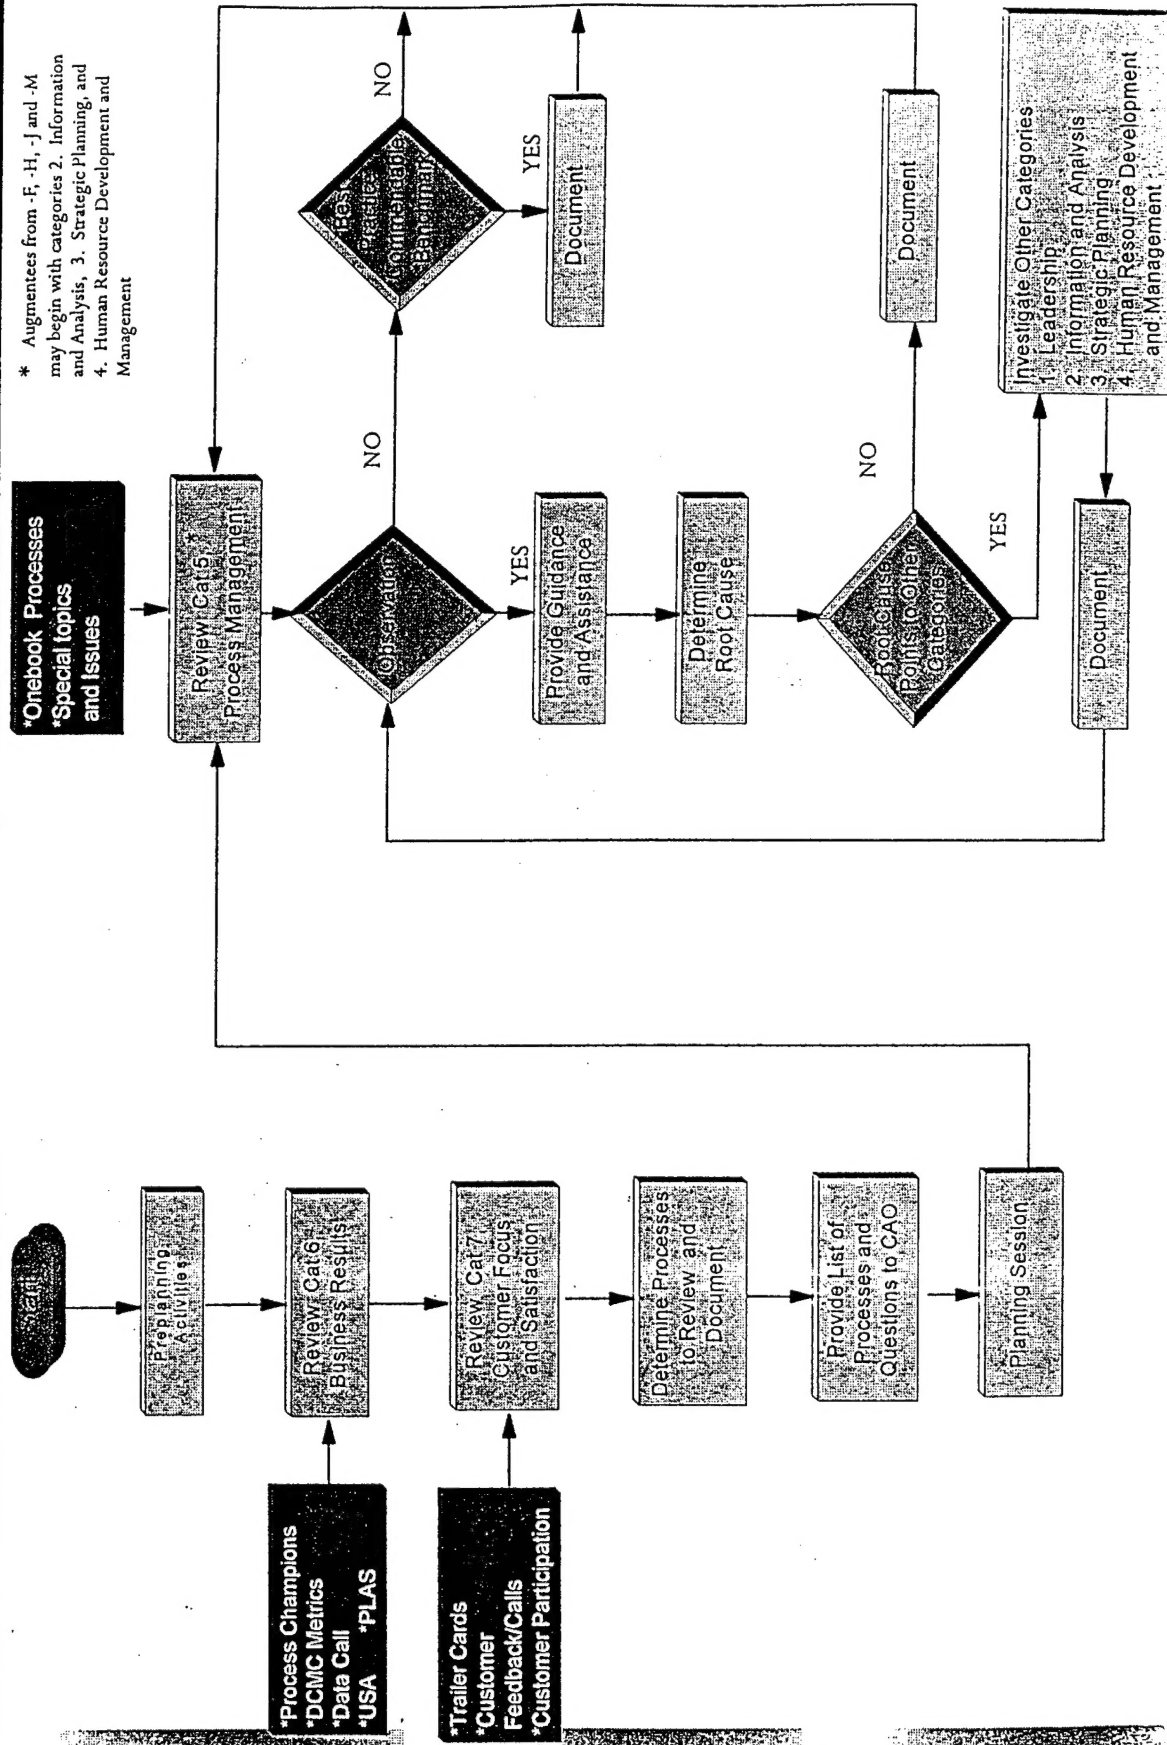 Start
Preplanning
Activities
*Process Champions
*DCMC Metrics
*Data Call
*USA *PLAS
Review Cat 6,
Business Results
*Trailer Cards
*Customer
Feedback/Calls
*Customer Participation
Review Cat 7,
Customer Focus
and Satisfaction
Determine Processes
to Review and
Document
Provide List of
Processes and
Questions to CAO
Planning Session
*Onebook Processes
*Special topics
and Issues
* Augmentees from -F, -H, -J and -M
may begin with categories 2. Information
and Analysis, 3. Strategic Planning, and
4. Human Resource Development and
Management
Review Cat 5, *
Process Management
Observation
NO
*Best
Practice
*Commendable
*Benchmark
NO
YES
Document
YES
Provide Guidance
and Assistance
Determine
Root Cause
Root Cause
Points to Other
Categories
NO
Document
YES
Investigate Other Categories
1. Leadership
2. Information and Analysis
3. Strategic Planning
4. Human Resource Development
and Management
Document